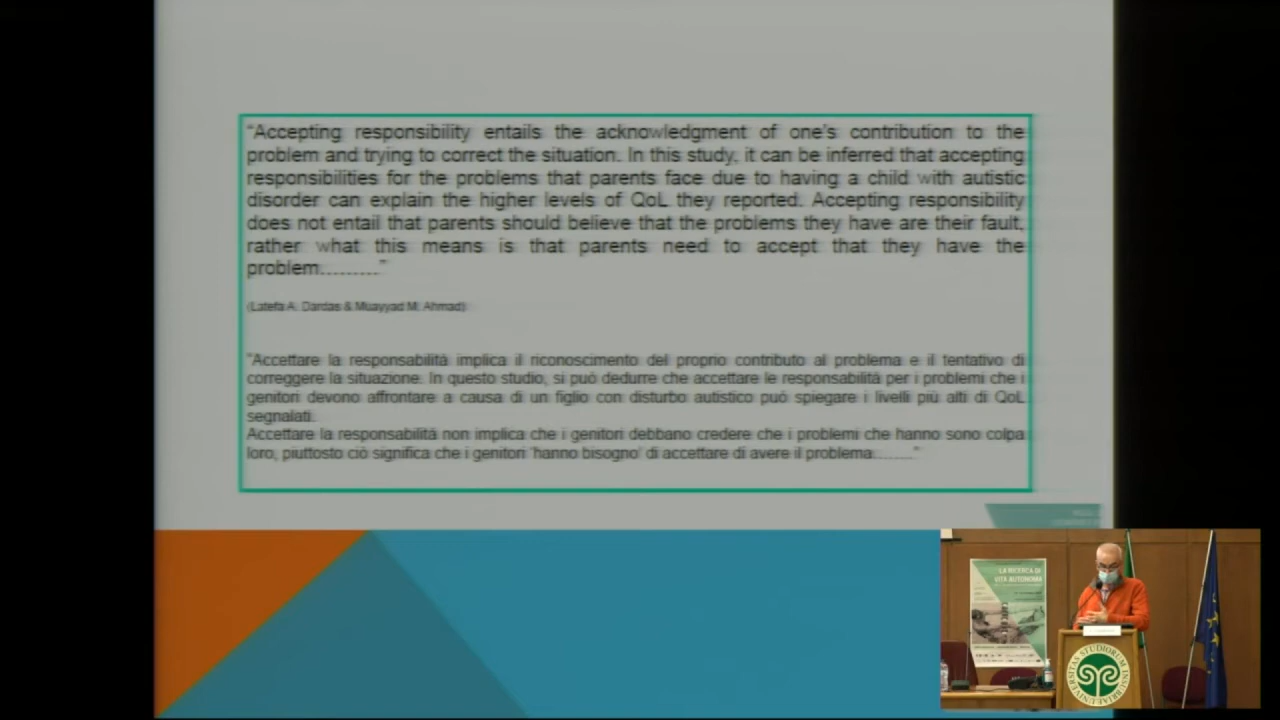 “Accepting responsibility entails the acknowledgment of one's contribution to the
problem and trying to correct the situation. In this study, it can be inferred that accepting
responsibilities for the problems that parents face due to having a child with autistic
disorder can explain the higher levels of QoL they reported. Accepting responsibility
does not entail that parents should believe that the problems they have are their fault,
rather what this means is that parents need to accept that they have the
problem.........”
(Latefa A. Dardas & Muayyad M. Ahmad)
“Accettare la responsabilità implica il riconoscimento del proprio contributo al problema e il tentativo di
correggere la situazione. In questo studio, si può dedurre che accettare le responsabilità per i problemi che i
genitori devono affrontare a causa di un figlio con disturbo autistico può spiegare i livelli più alti di QoL
segnalati.
Accettare la responsabilità non implica che i genitori debbano credere che i problemi che hanno sono colpa
loro, piuttosto ciò significa che i genitori 'hanno bisogno' di accettare di avere il problema.........”
LA RICERCA DI
VITA AUTONOMA
UNIVERSITAS STUDIORUM INSUBRIAE